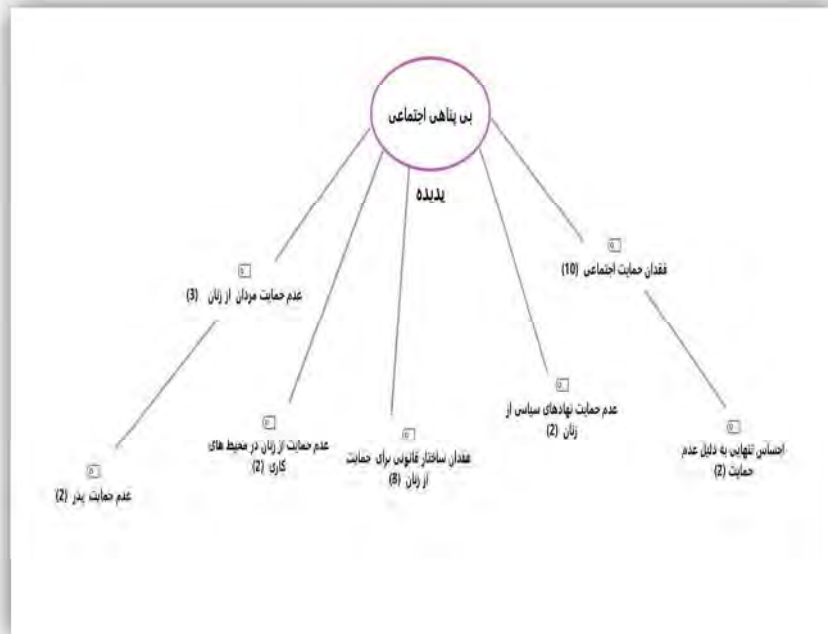 بی پناهی اجتماعی
پدیده
فقدان حمایت اجتماعی (10)
عدم حمایت مردان از زنان (3)
عدم حمایت نهادهای سیاسی از
زنان (2)
عدم حمایت از زنان در محیط های
کاری (2)
فقدان ساختار قانونی برای حمایت
از زنان (8)
احساس تنهایی به دلیل عدم
حمایت (2)
عدم حمایت پدر (2)